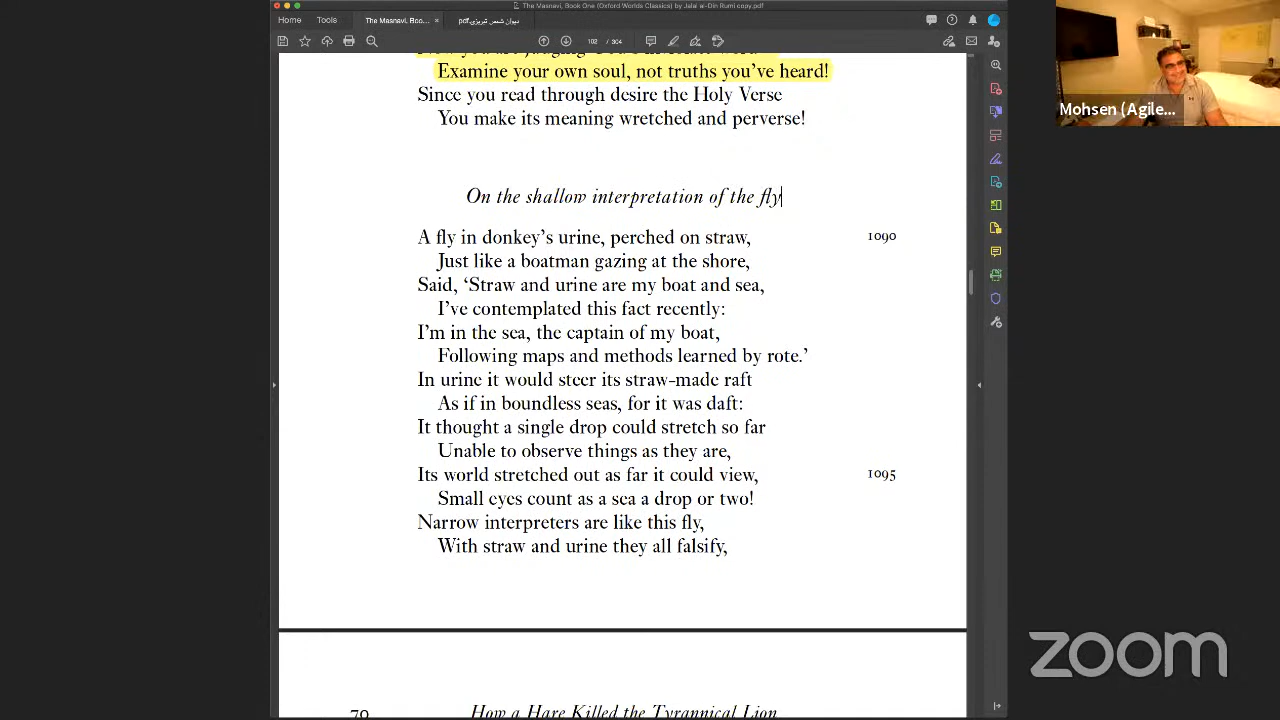 The Masnavi, Book One (Oxford Worlds Classics) by Jalal al-Din Rumi copy.pdf
Home Tools The Masnavi, Boo... × دیوان شمس تبریزی.pdf
102 / 304
Examine your own soul, not truths you've heard!
Since you read through desire the Holy Verse
You make its meaning wretched and perverse!
On the shallow interpretation of the fly
A fly in donkey's urine, perched on straw, 1090
Just like a boatman gazing at the shore,
Said, 'Straw and urine are my boat and sea,
I've contemplated this fact recently:
I'm in the sea, the captain of my boat,
Following maps and methods learned by rote.'
In urine it would steer its straw-made raft
As if in boundless seas, for it was daft:
It thought a single drop could stretch so far
Unable to observe things as they are,
Its world stretched out as far it could view, 1095
Small eyes count as a sea a drop or two!
Narrow interpreters are like this fly,
With straw and urine they all falsify,
70 How a Hare Killed the Tyrannical Lion
Mohsen (Agile...
zoom